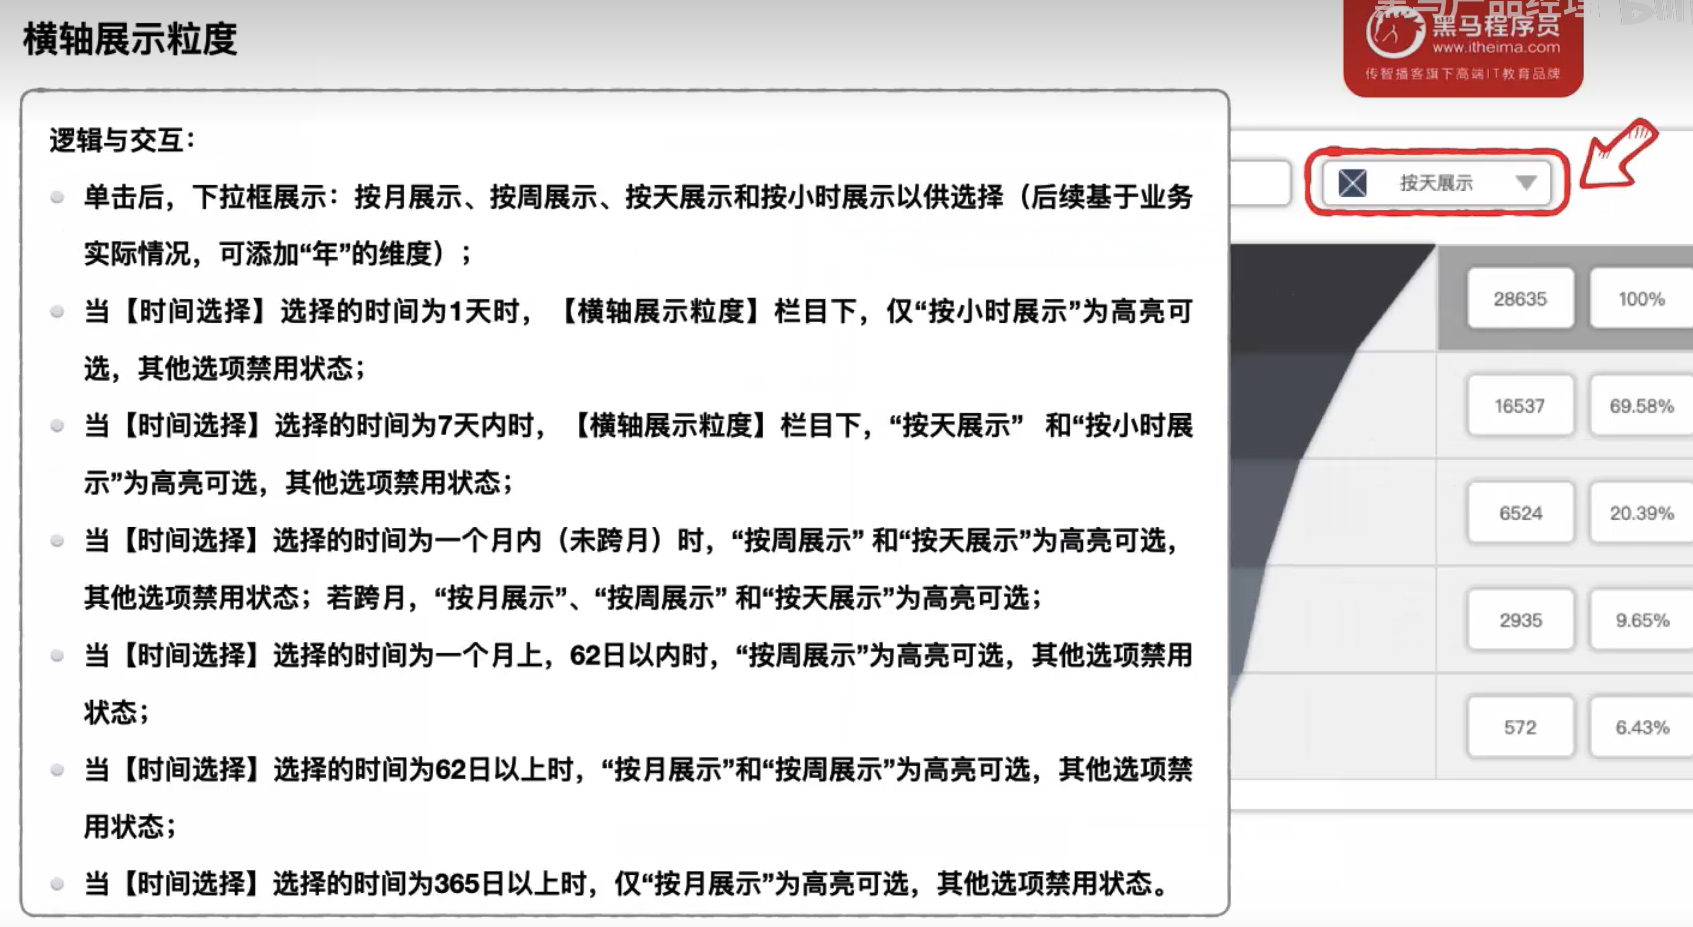 横轴展示粒度
黑马产品经理
黑马程序员
www.itheima.com
传智播客旗下高端IT教育品牌
逻辑与交互：
单击后，下拉框展示：按月展示、按周展示、按天展示和按小时展示以供选择（后续基于业务
实际情况，可添加“年”的维度）；
当【时间选择】选择的时间为1天时，【横轴展示粒度】栏目下，仅“按小时展示”为高亮可
选，其他选项禁用状态；
当【时间选择】选择的时间为7天内时，【横轴展示粒度】栏目下，“按天展示” 和“按小时展
示”为高亮可选，其他选项禁用状态；
当【时间选择】选择的时间为一个月内（未跨月）时，“按周展示” 和“按天展示”为高亮可选，
其他选项禁用状态；若跨月，“按月展示”、“按周展示” 和“按天展示”为高亮可选；
当【时间选择】选择的时间为一个月上，62日以内时，“按周展示”为高亮可选，其他选项禁用
状态；
当【时间选择】选择的时间为62日以上时，“按月展示”和“按周展示”为高亮可选，其他选项禁
用状态；
当【时间选择】选择的时间为365日以上时，仅“按月展示”为高亮可选，其他选项禁用状态。
按天展示
28635 100%
16537 69.58%
6524 20.39%
2935 9.65%
572 6.43%